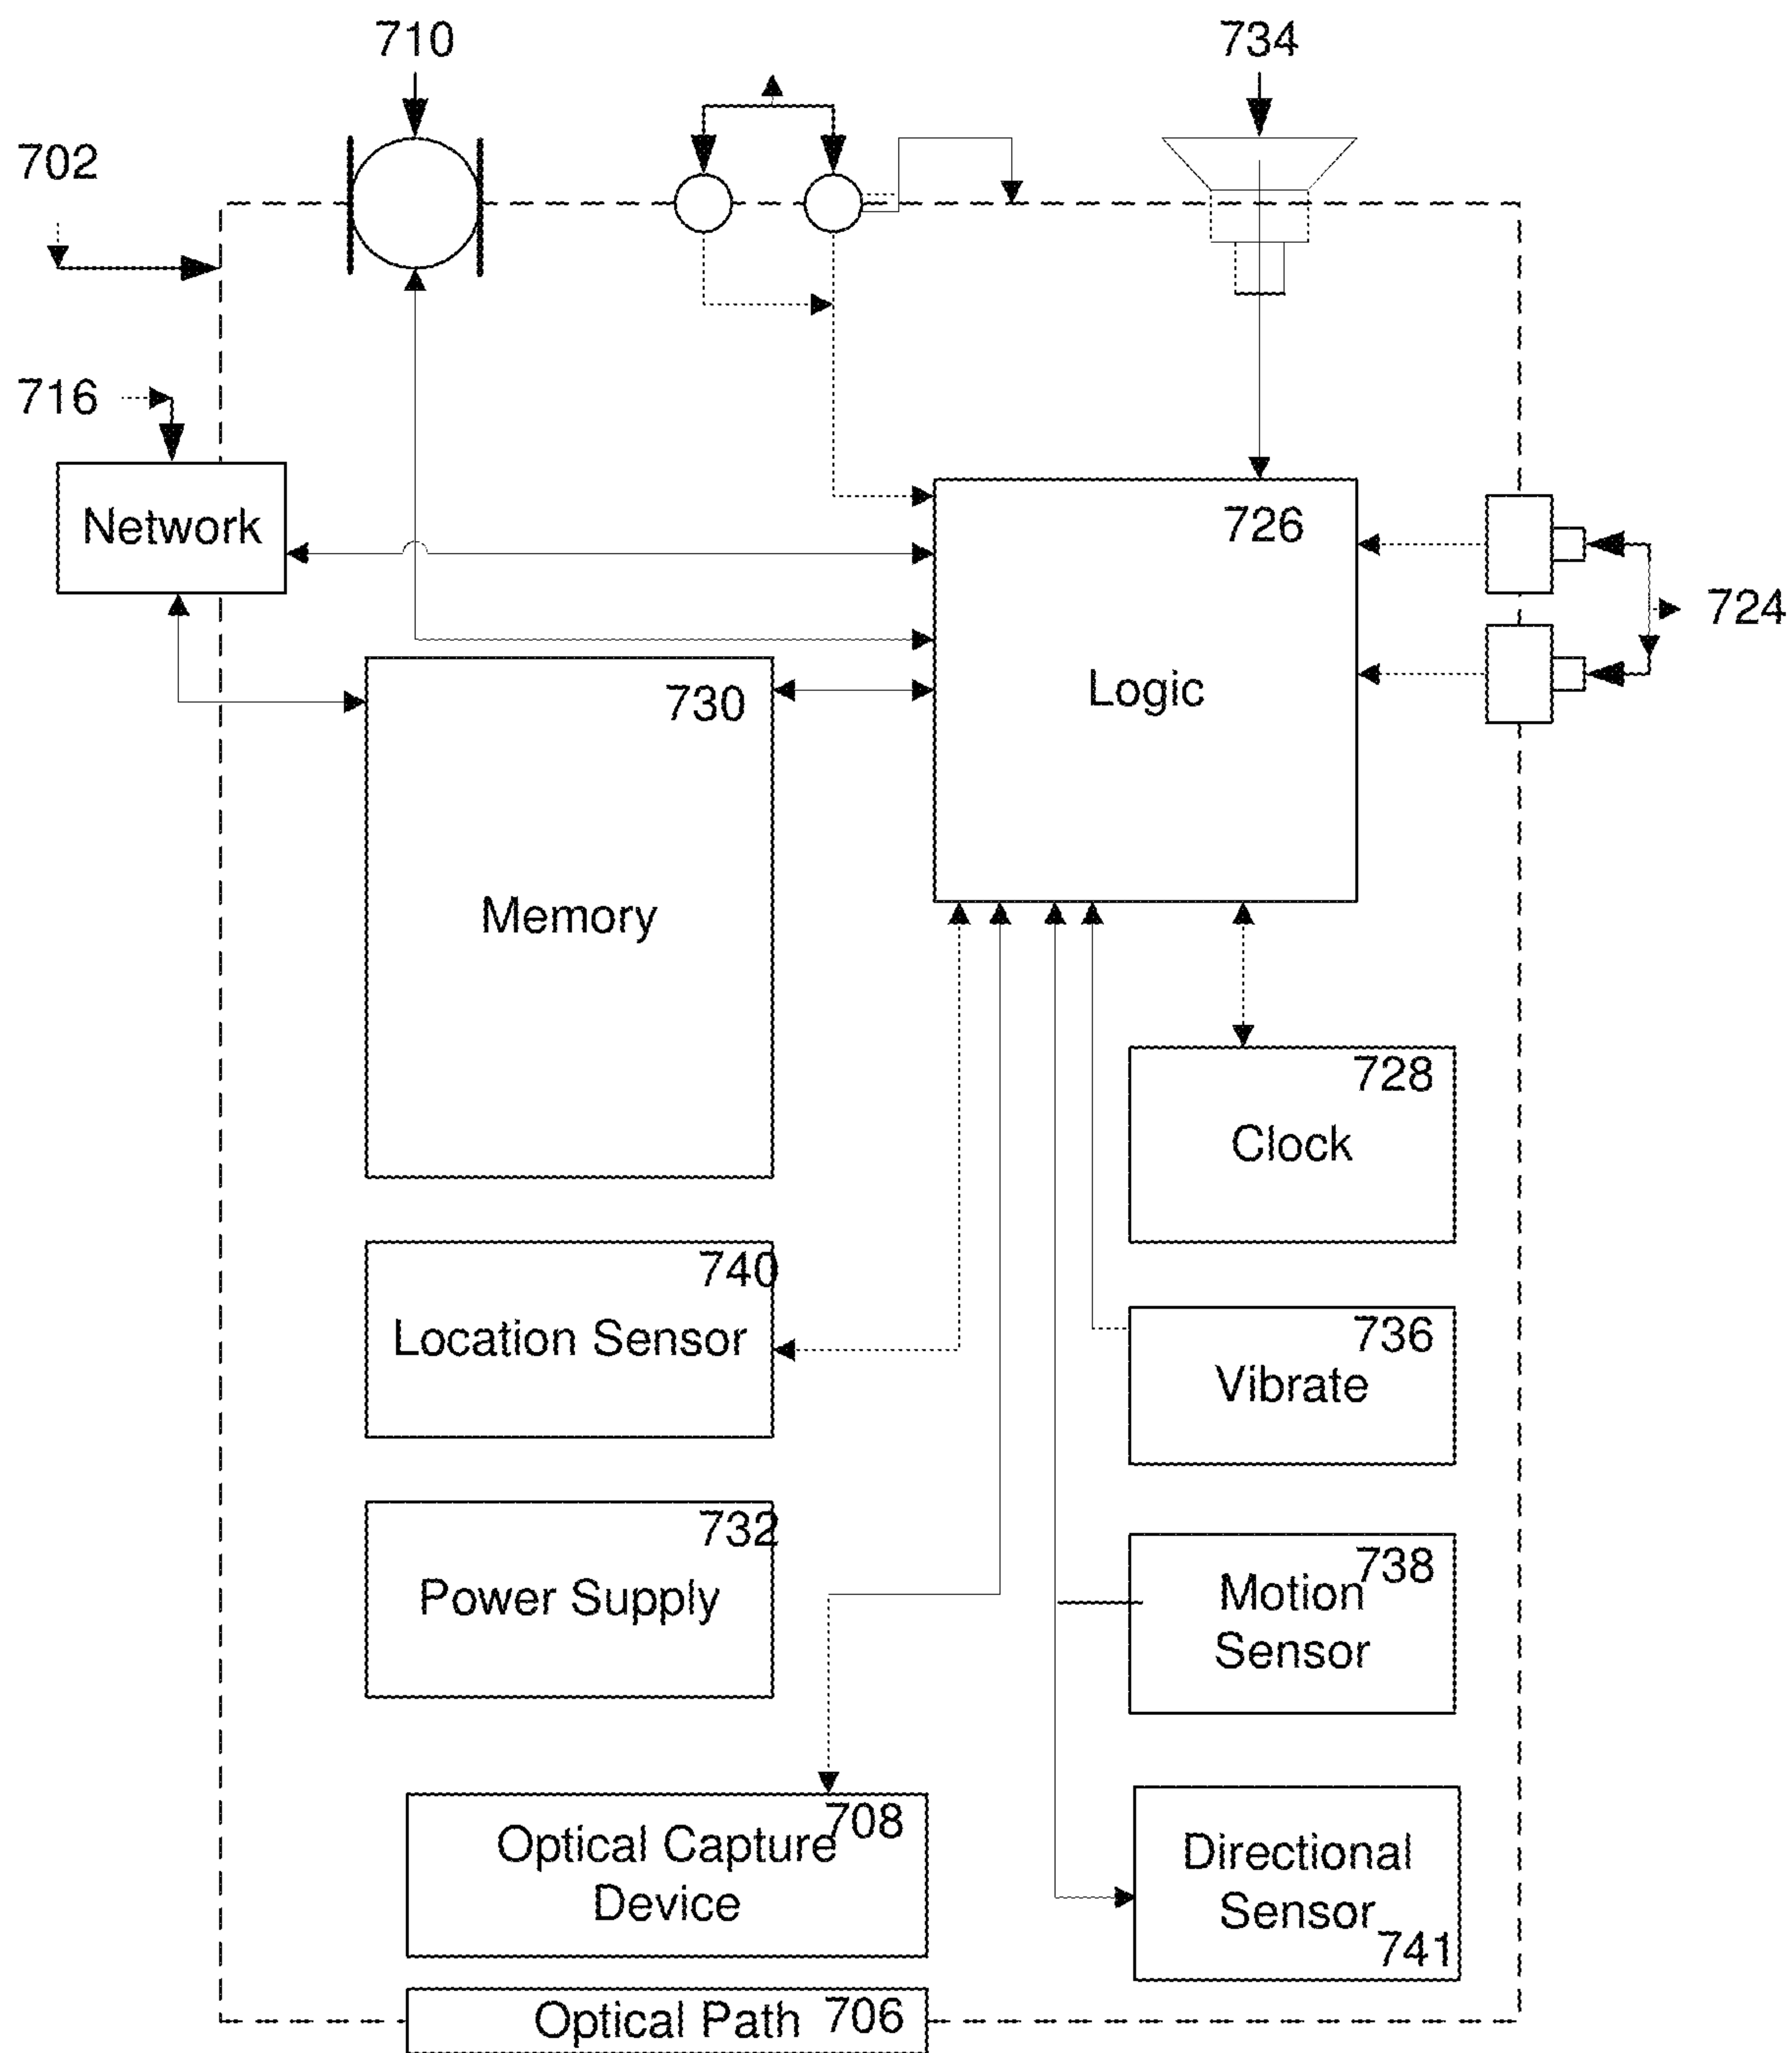 710
734
702
716
Network
726
724
Logic
730
Memory
728
Clock
740
Location Sensor
736
Vibrate
732
Power Supply
738
Motion
Sensor
708
Optical Capture
Device
Directional
Sensor
741
Optical Path 706